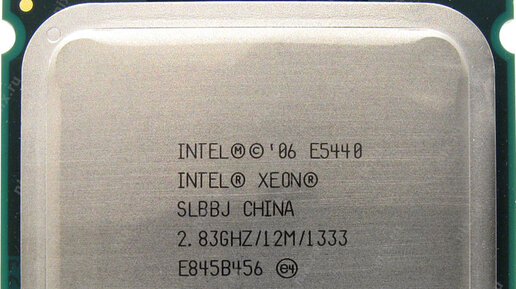 INTEL Ⓜ © '06 E5440
INTEL® XEON®
SLBBJ CHINA
2.83GHZ/12M/1333
E845B456 e4